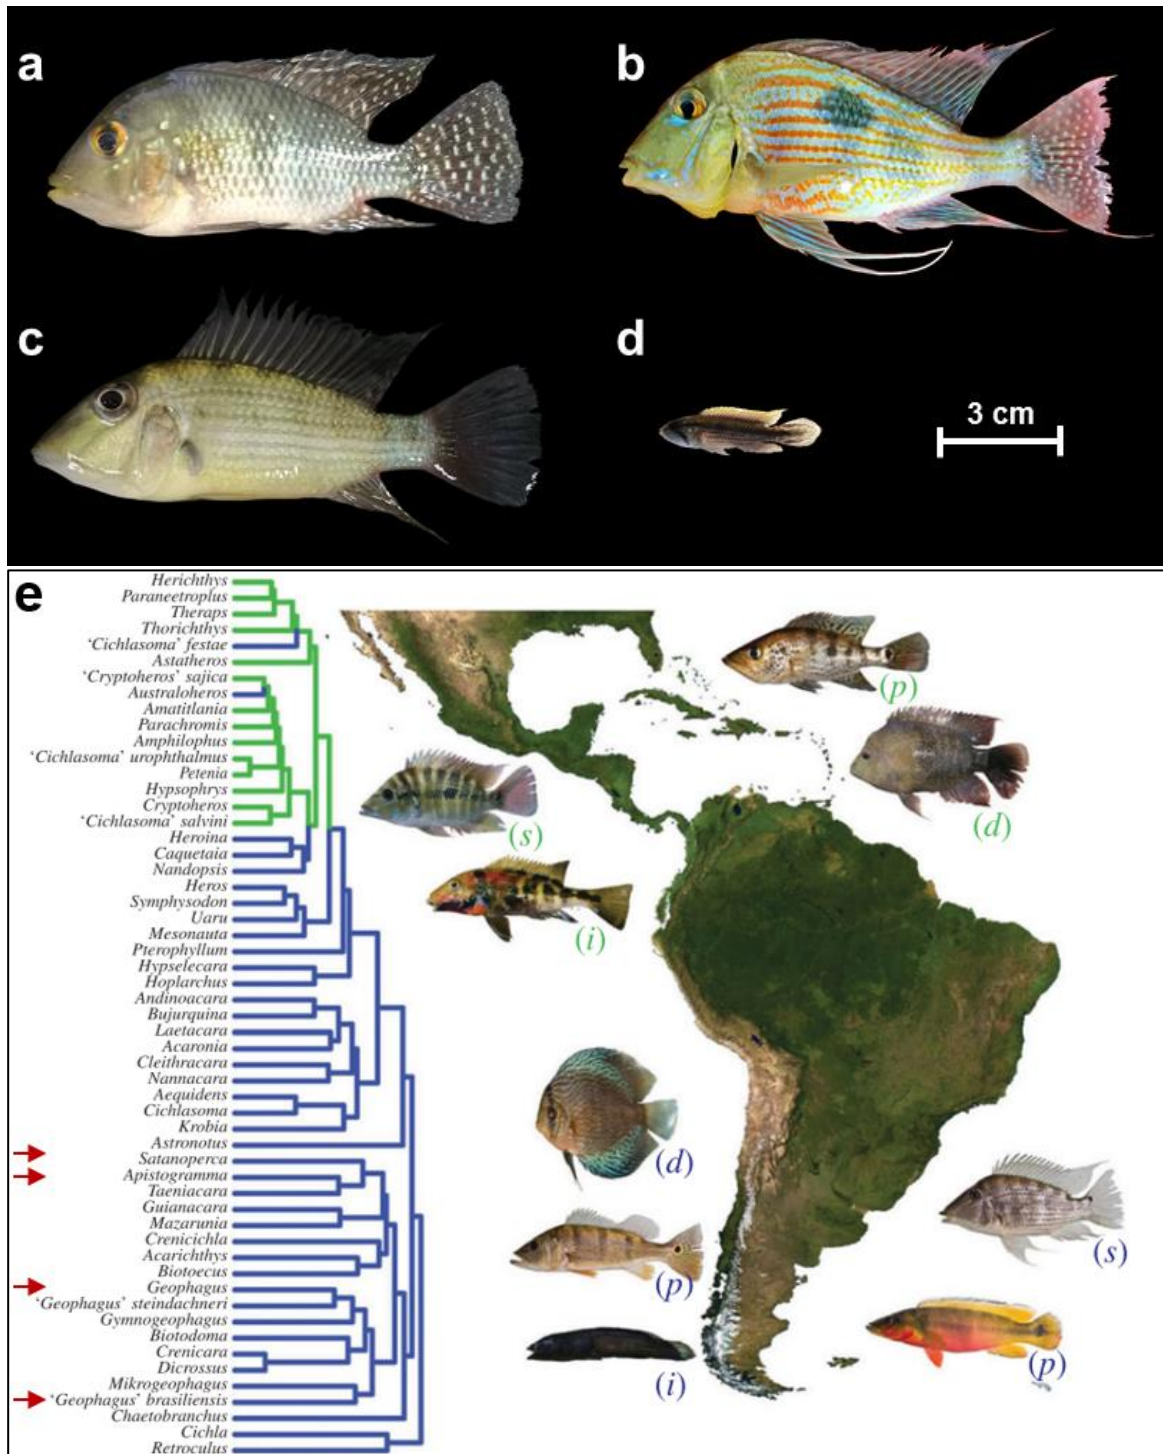 a
b
c
d
3 cm
e
Herichthys
Paraneetroplus
Theraps
Thorichthys
'Cichlasoma' festae
Astatheros
'Cryptoheros' sajica
Australoheros
Amatitlania
Parachromis
Amphilophus
'Cichlasoma' urophthalmus
Petenia
Hypsophrys
Cryptoheros
'Cichlasoma' salvini
Heroina
Caquetaia
Nandopsis
Heros
Symphysodon
Uaru
Mesonauta
Pterophyllum
Hypselecara
Hoplarchus
Andinoacara
Bujurquina
Laetacara
Acaronia
Cleithracara
Nannacara
Aequidens
Cichlasoma
Krobia
Astronotus
Satanoperca
Apistogramma
Taeniacara
Guianacara
Mazarunia
Crenicichla
Acarichthys
Biotoecus
Geophagus
'Geophagus' steindachneri
Gymnogeophagus
Biotodoma
Crenicara
Dicrossus
Mikrogeophagus
'Geophagus' brasiliensis
Chaetobranchus
Cichla
Retroculus
(p)
(d)
(s)
(i)
(d)
(s)
(p)
(p)
(i)